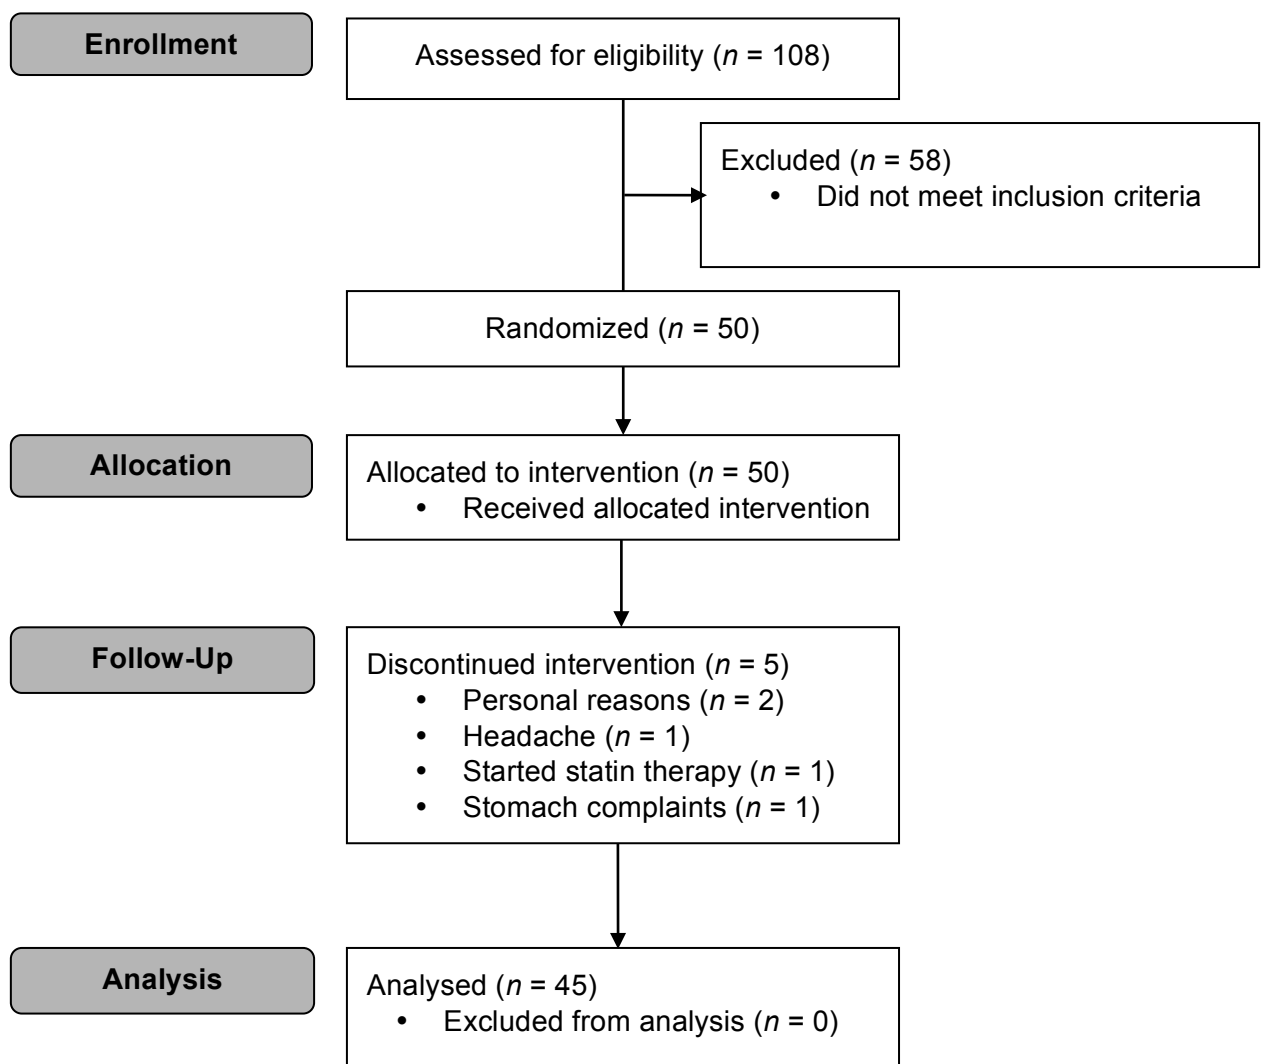 Enrollment
Assessed for eligibility (n = 108)
Excluded (n = 58)
• Did not meet inclusion criteria
Randomized (n = 50)
Allocation
Allocated to intervention (n = 50)
• Received allocated intervention
Follow-Up
Discontinued intervention (n = 5)
• Personal reasons (n = 2)
• Headache (n = 1)
• Started statin therapy (n = 1)
• Stomach complaints (n = 1)
Analysis
Analysed (n = 45)
• Excluded from analysis (n = 0)